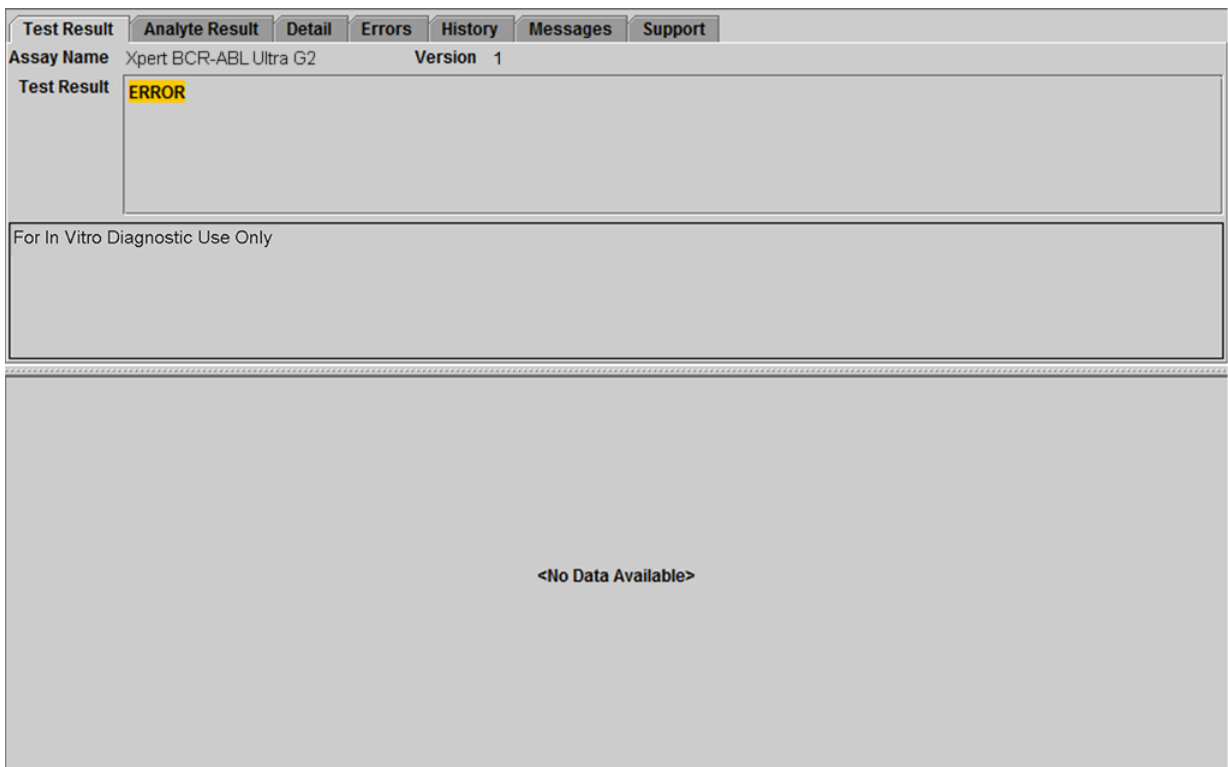 Test Result Analyte Result Detail Errors History Messages Support
Assay Name Xpert BCR-ABL Ultra G2 Version 1
Test Result ERROR
For In Vitro Diagnostic Use Only
<No Data Available>